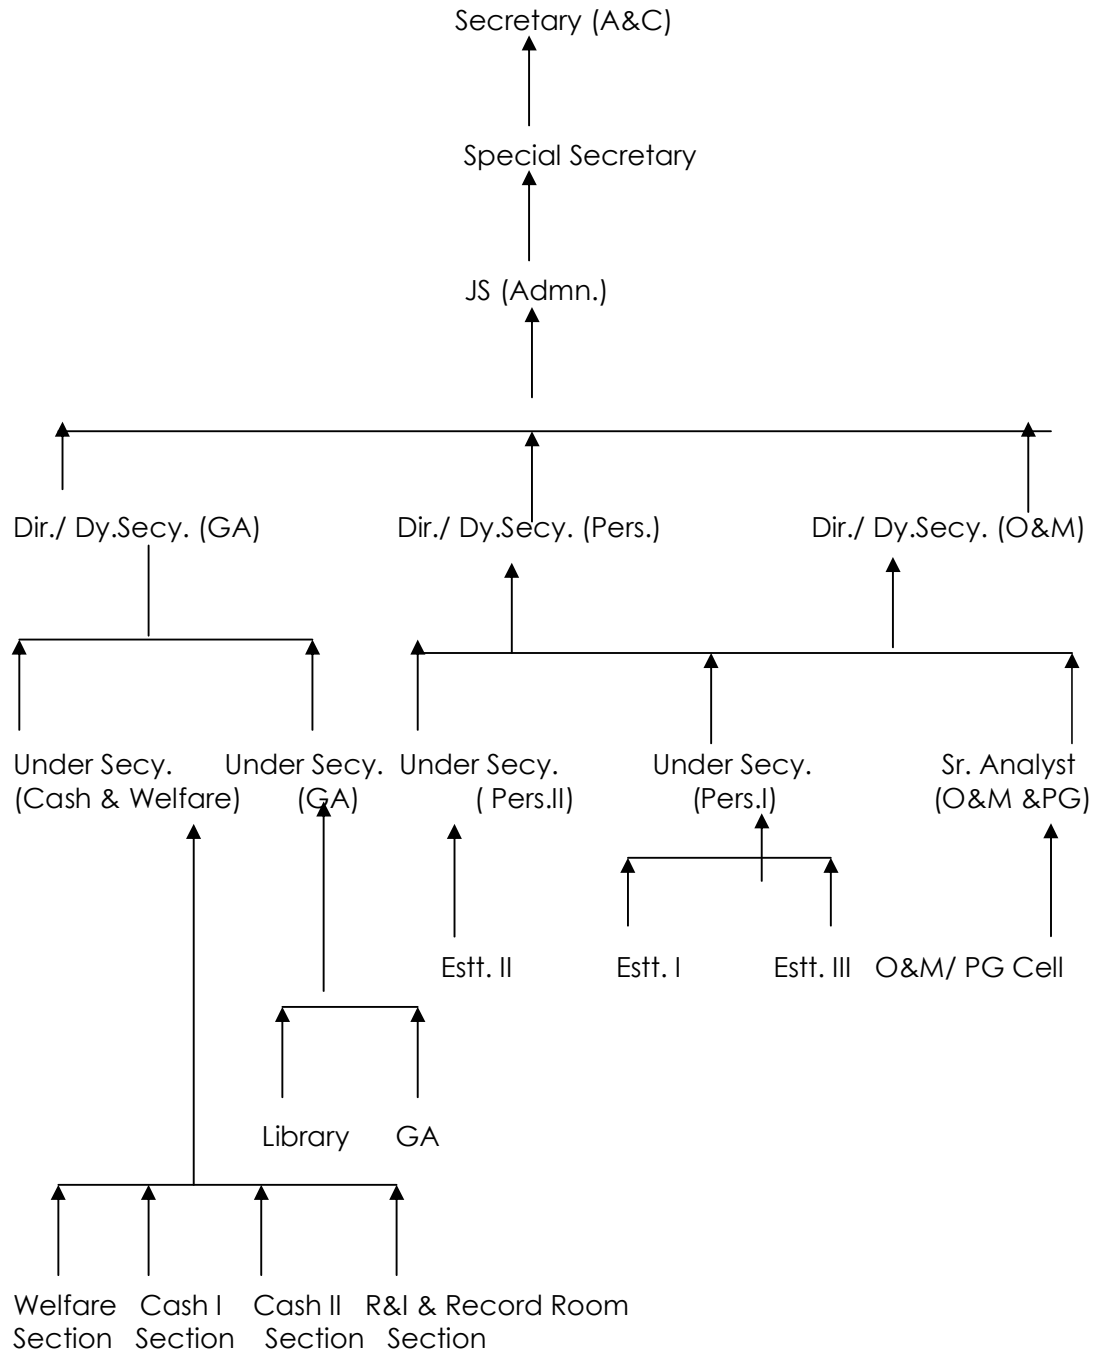 Secretary (A&C)
Special Secretary
JS (Admn.)
Dir./ Dy.Secy. (GA) Dir./ Dy.Secy. (Pers.) Dir./ Dy.Secy. (O&M)
Under Secy. Under Secy. Under Secy. Under Secy. Sr. Analyst
(Cash & Welfare) (GA) ( Pers.II) (Pers.I) (O&M &PG)
Estt. II Estt. I Estt. III O&M/ PG Cell
Library GA
Welfare Cash I Cash II R&I & Record Room
Section Section Section Section